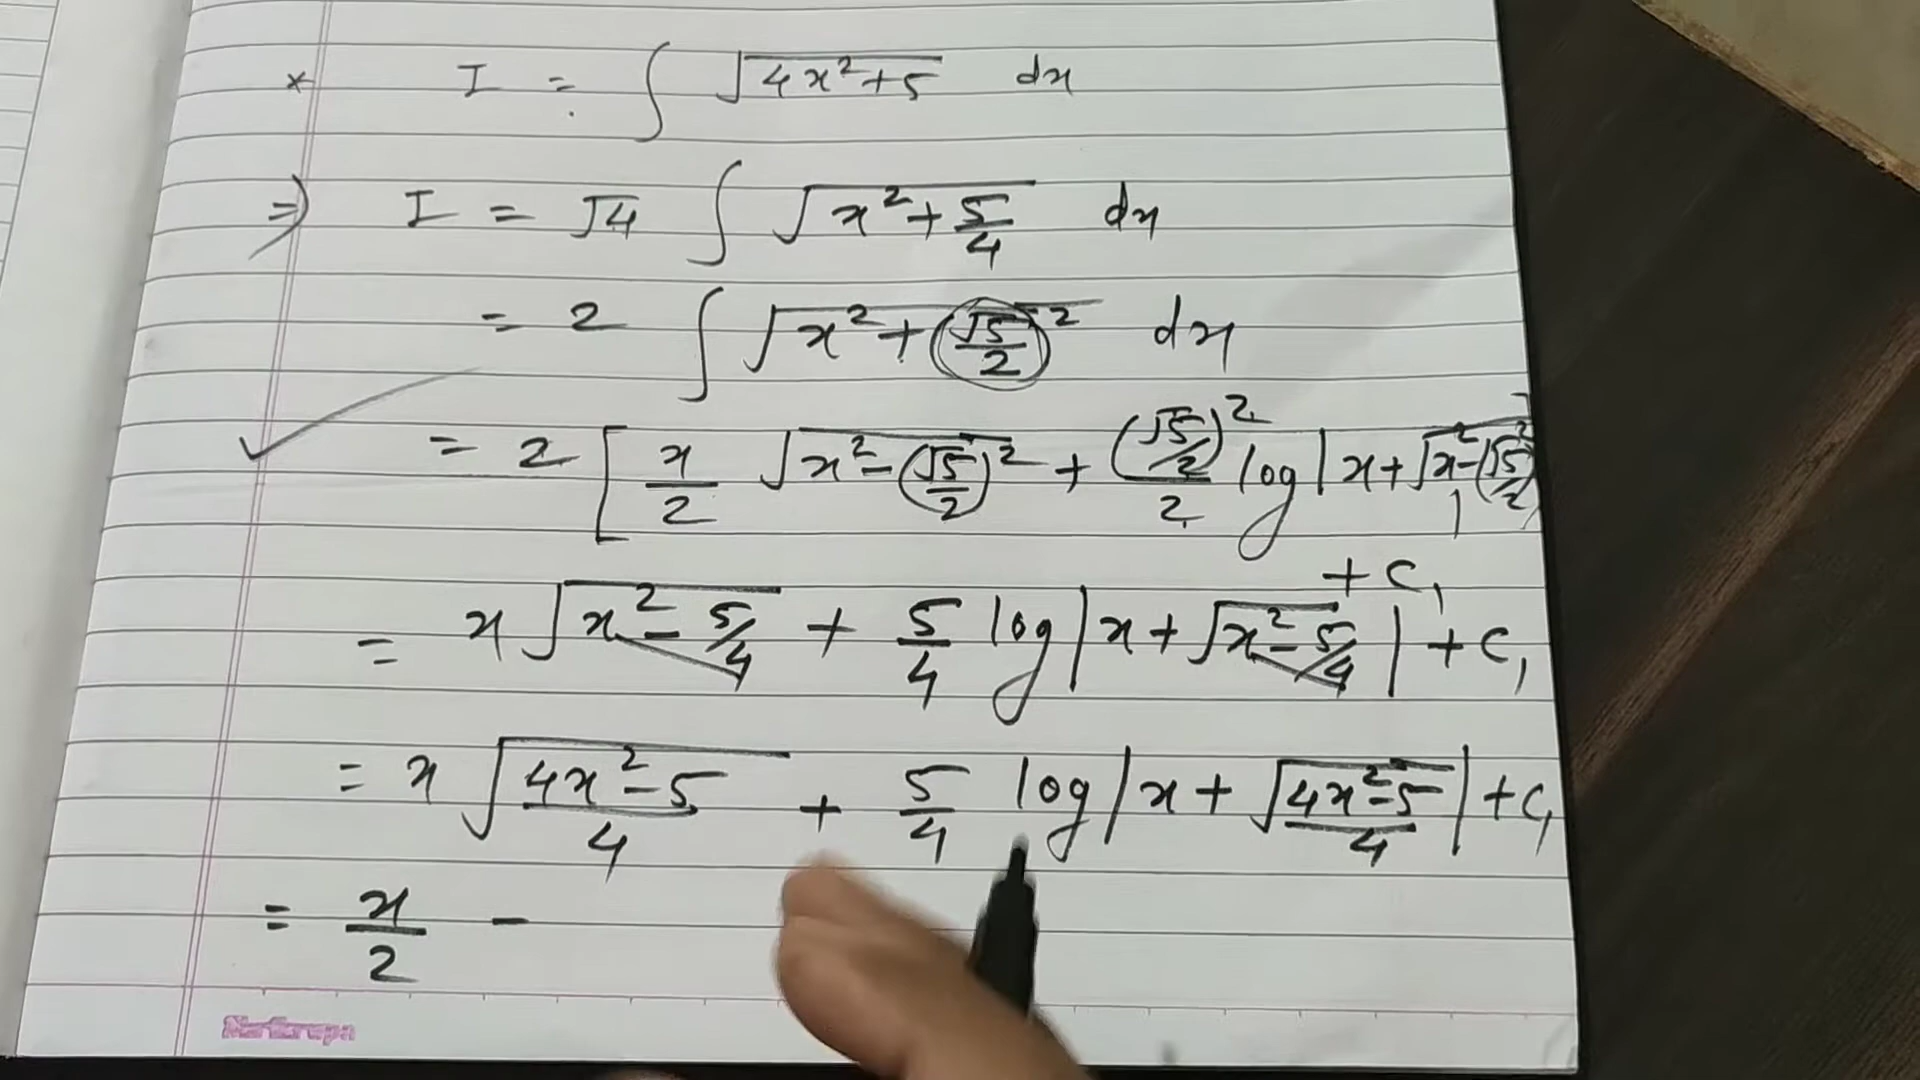 * I = ∫ √(4x²+5) dx
⇒ I = √4 ∫ √(x²+5/4) dx
= 2 ∫ √(x²+(√5/2)²) dx
= 2 [ x/2 √(x²-(√5/2)²) + (√5/2)²/2 log|x+√(x²-(√5/2)²)
+ C₁
= x√(x²-5/4) + 5/4 log|x+√(x²-5/4)| + C₁
= x√((4x²-5)/4) + 5/4 log|x+√((4x²-5)/4)| + C₁
= x/2 -